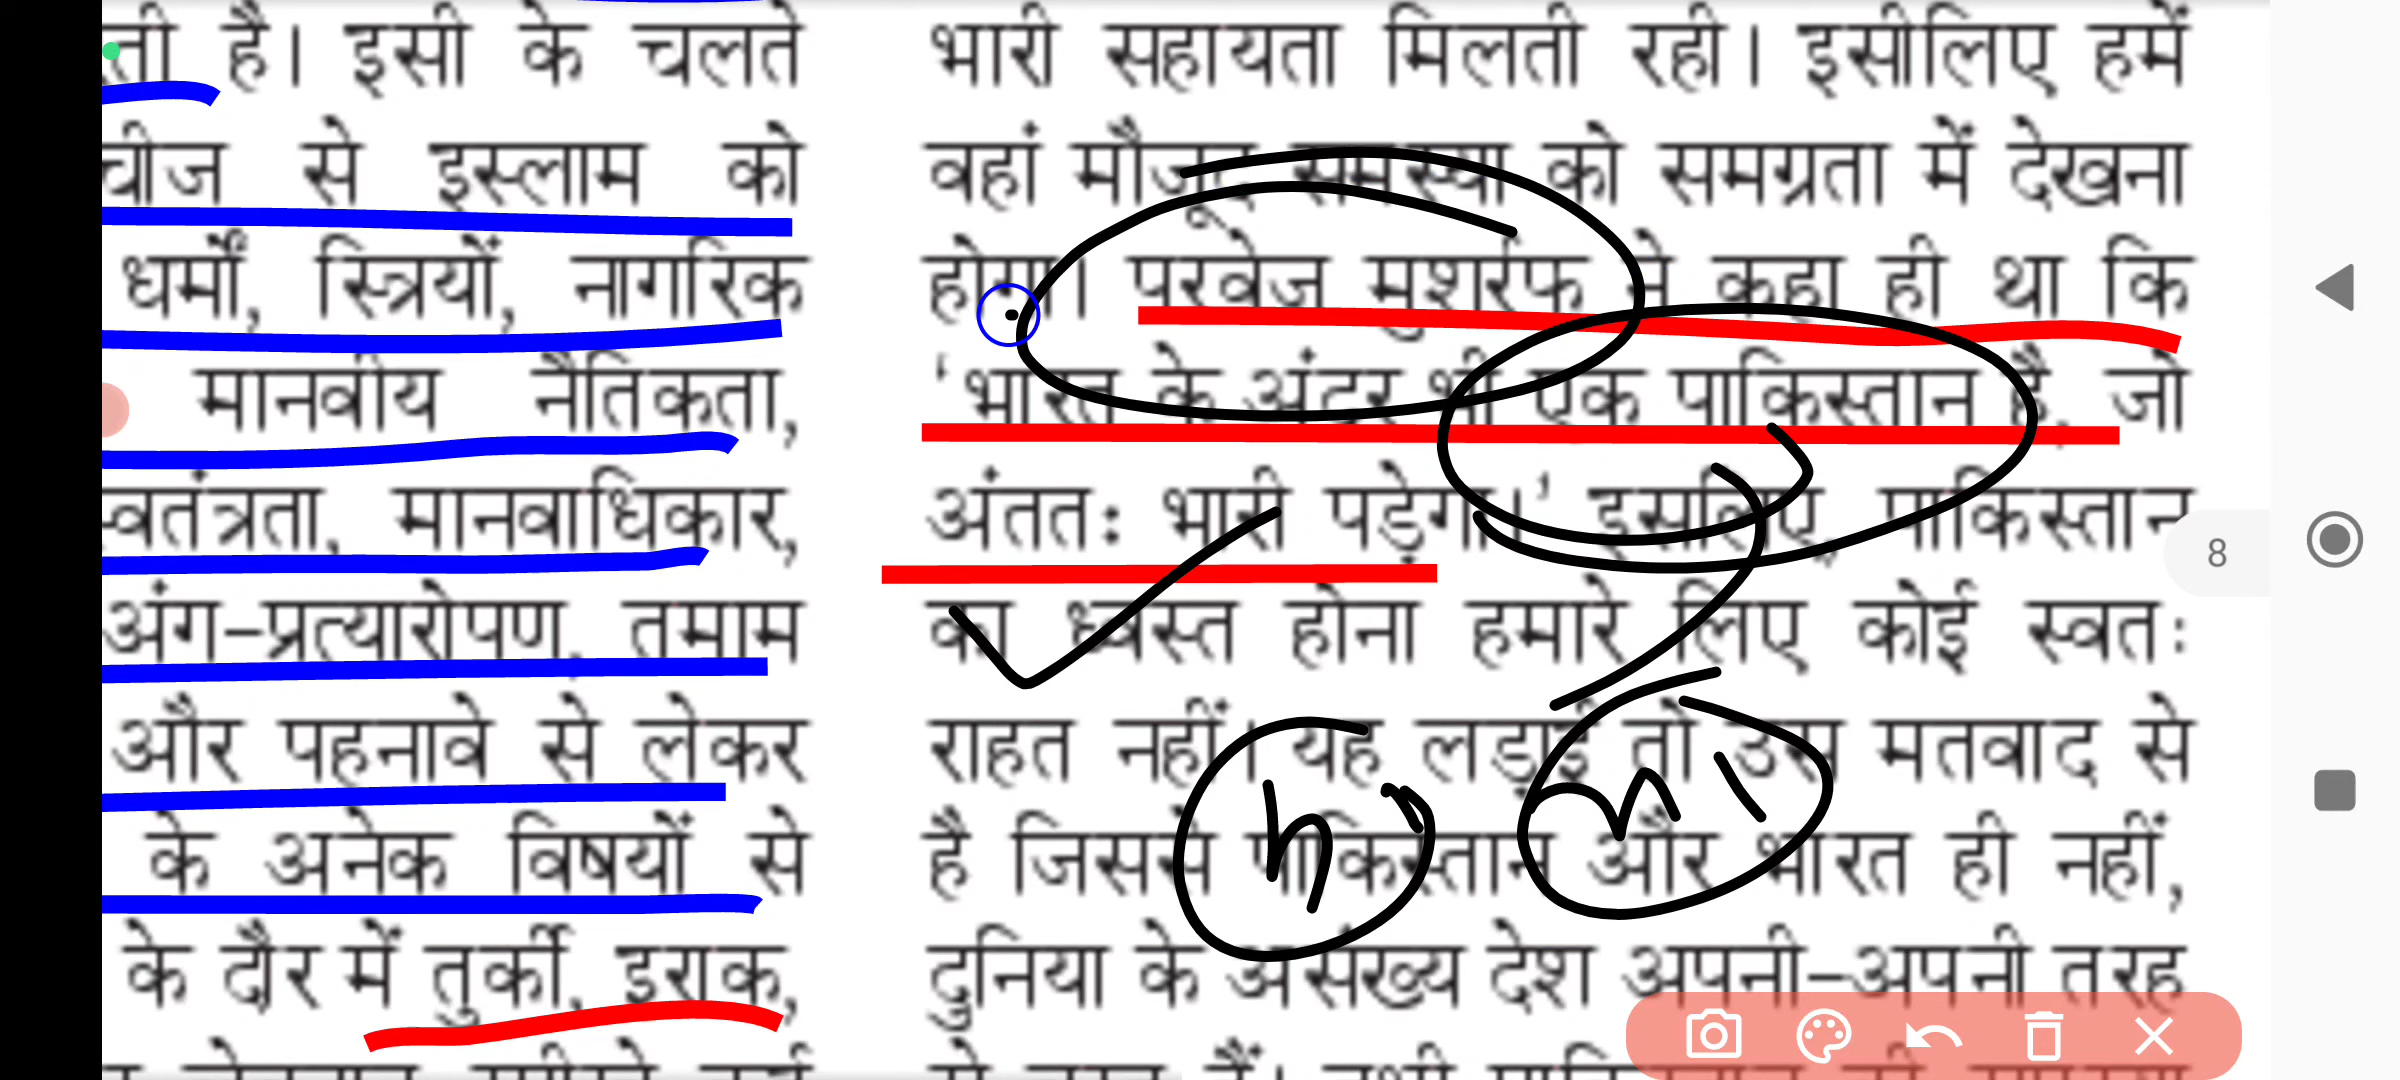 ती है। इसी के चलते
चीज से इस्लाम को
धर्मों, स्त्रियों, नागरिक
मानवीय नैतिकता,
स्वतंत्रता, मानवाधिकार,
अंग-प्रत्यारोपण, तमाम
और पहनावे से लेकर
के अनेक विषयों से
के दौर में तुर्की, इराक,
भारी सहायता मिलती रही। इसीलिए हमें
वहां मौजूद समस्या को समग्रता में देखना
होगा। परवेज मुशर्रफ ने कहा ही था कि
'भारत के अंदर भी एक पाकिस्तान है, जो
अंततः भारी पड़ेगा।' इसलिए, पाकिस्तान
का ध्वस्त होना हमारे लिए कोई स्वतः
राहत नहीं। यह लड़ाई तो उस मतवाद से
है जिससे पाकिस्तान और भारत ही नहीं,
दुनिया के असंख्य देश अपनी-अपनी तरह
8